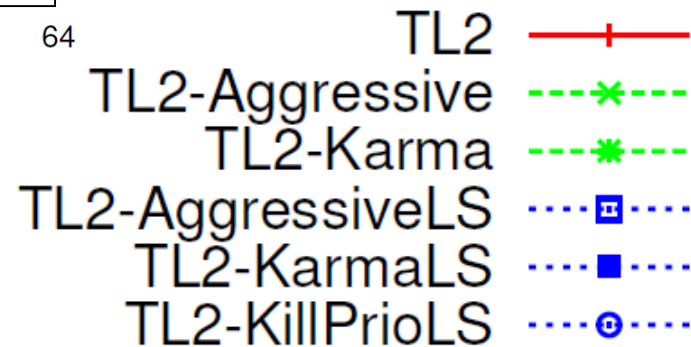 64
TL2
TL2-Aggressive
TL2-Karma
TL2-AggressiveLS
TL2-KarmaLS
TL2-KillPrioLS